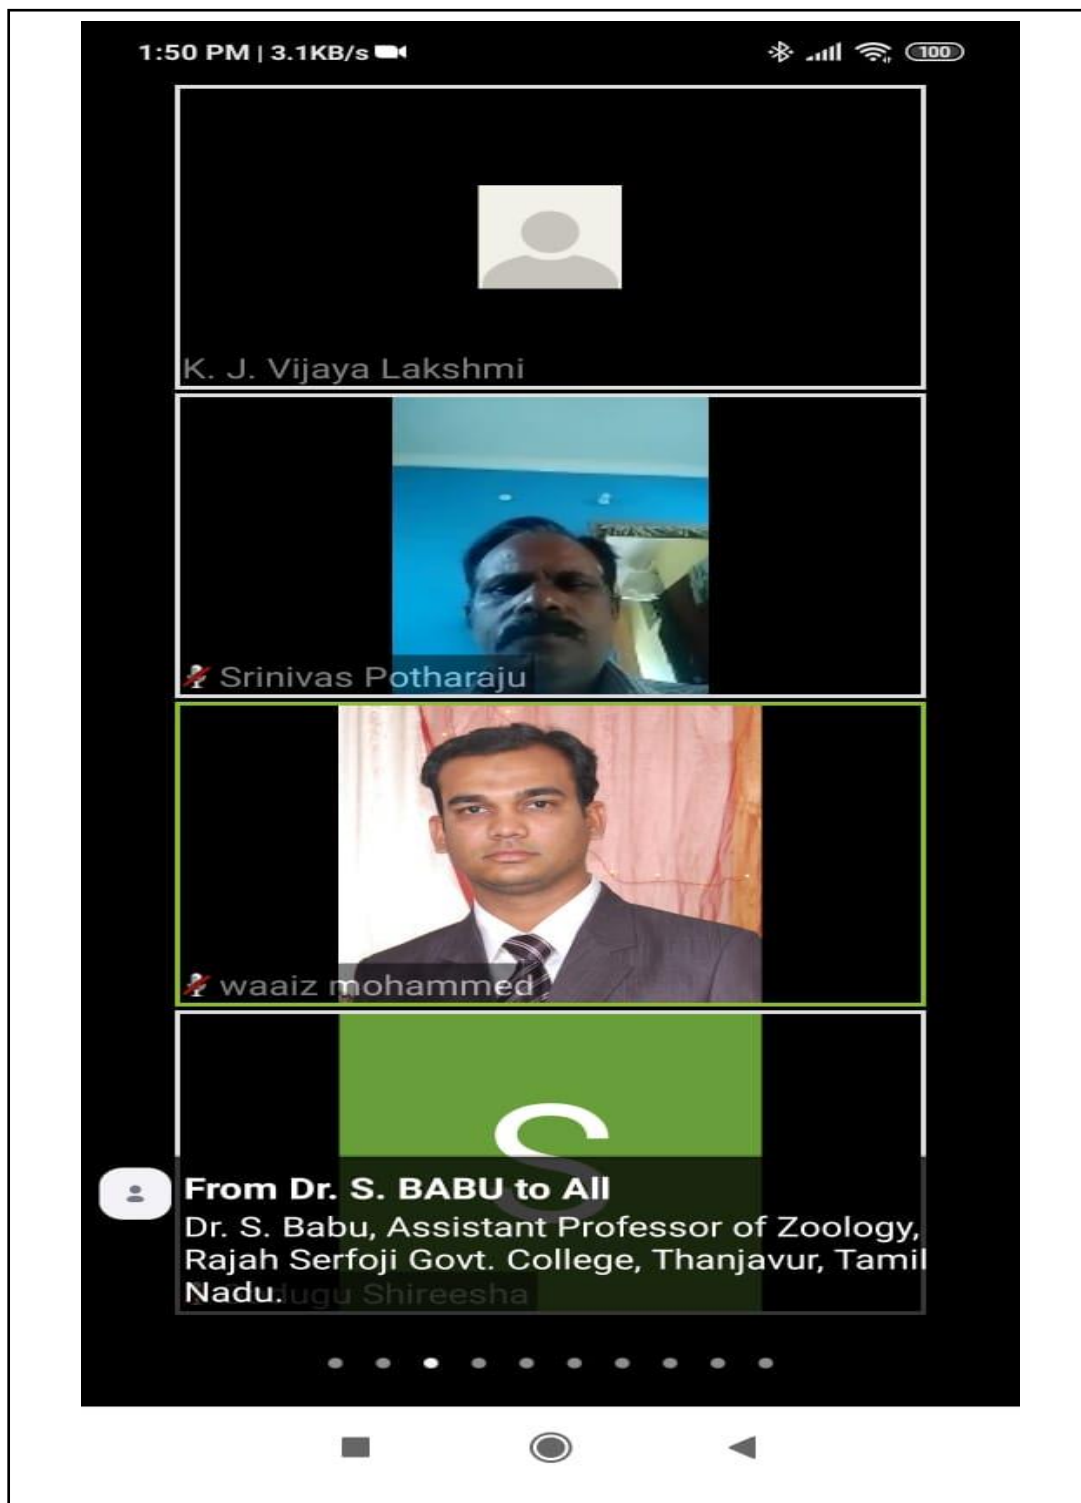 1:50 PM | 3.1KB/s 100
K. J. Vijaya Lakshmi
Srinivas Potharaju
waaiz mohammed
S
From Dr. S. BABU to All
Dr. S. Babu, Assistant Professor of Zoology,
Rajah Serfoji Govt. College, Thanjavur, Tamil
Nadu.
Shireesha